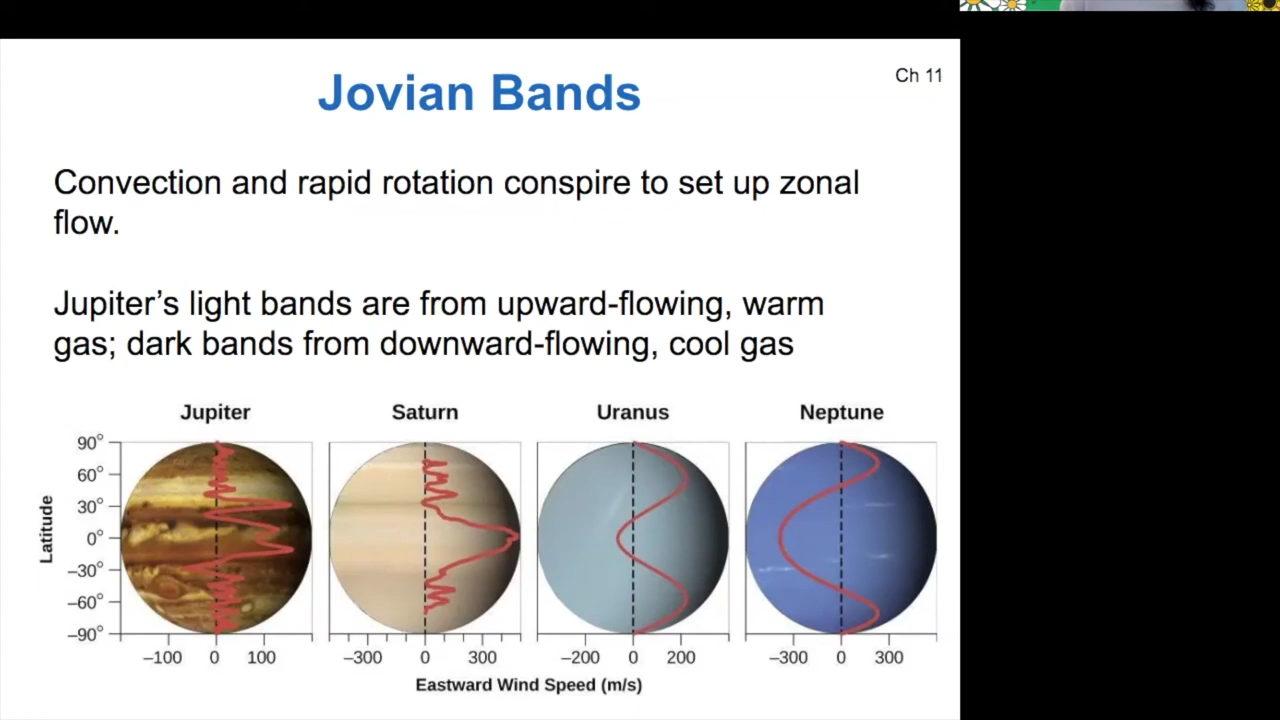 Jovian Bands
Ch 11
Convection and rapid rotation conspire to set up zonal
flow.
Jupiter’s light bands are from upward-flowing, warm
gas; dark bands from downward-flowing, cool gas
Jupiter Saturn Uranus Neptune
90°
60°
30°
0°
–30°
–60°
–90°
Latitude
–100 0 100 –300 0 300 –200 0 200 –300 0 300
Eastward Wind Speed (m/s)